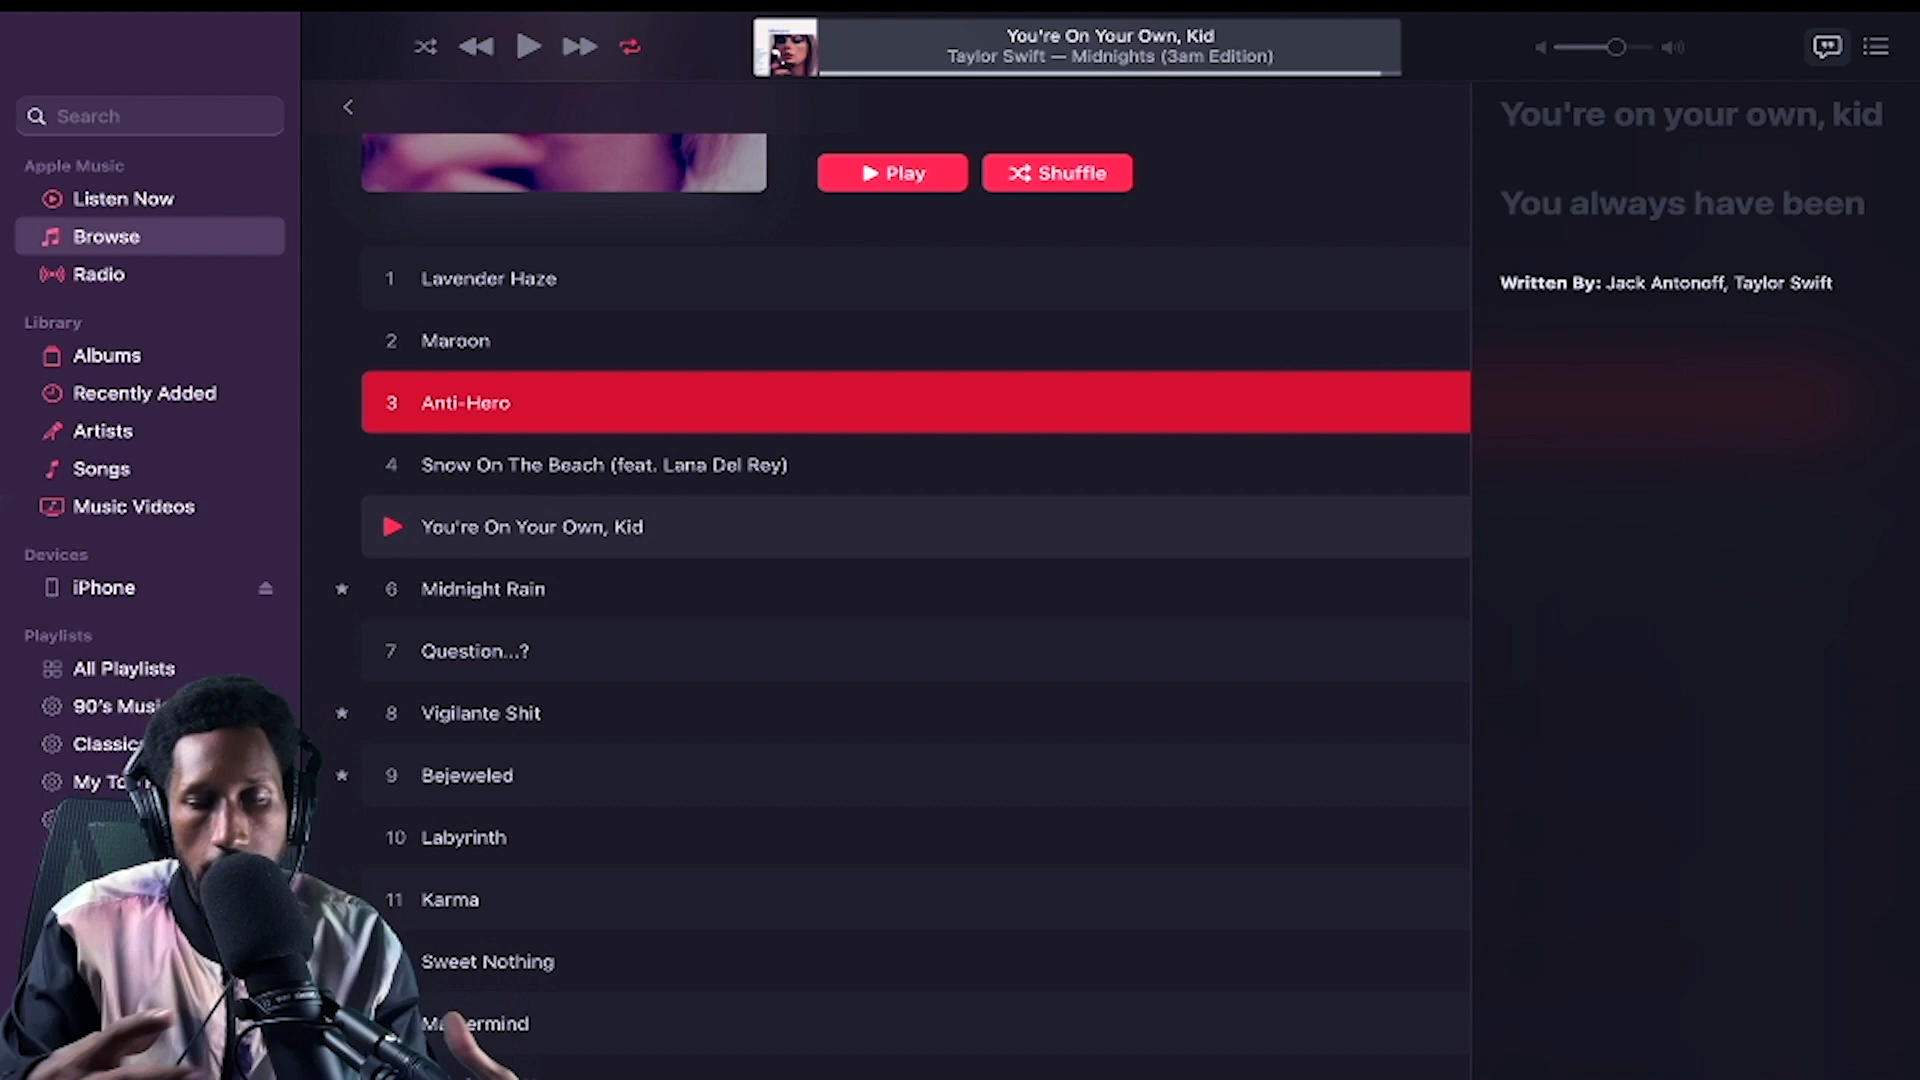 You're On Your Own, Kid
Taylor Swift — Midnights (3am Edition)
Search
Apple Music
Listen Now
Browse
Radio
Library
Albums
Recently Added
Artists
Songs
Music Videos
Devices
iPhone
Playlists
All Playlists
90's
My
Play
Shuffle
1 Lavender Haze
2 Maroon
3 Anti-Hero
4 Snow On The Beach (feat. Lana Del Rey)
You're On Your Own, Kid
6 Midnight Rain
7 Question...?
8 Vigilante Shit
9 Bejeweled
10 Labyrinth
11 Karma
Sweet Nothing
You're on your own, kid
You always have been
Written By: Jack Antonoff, Taylor Swift